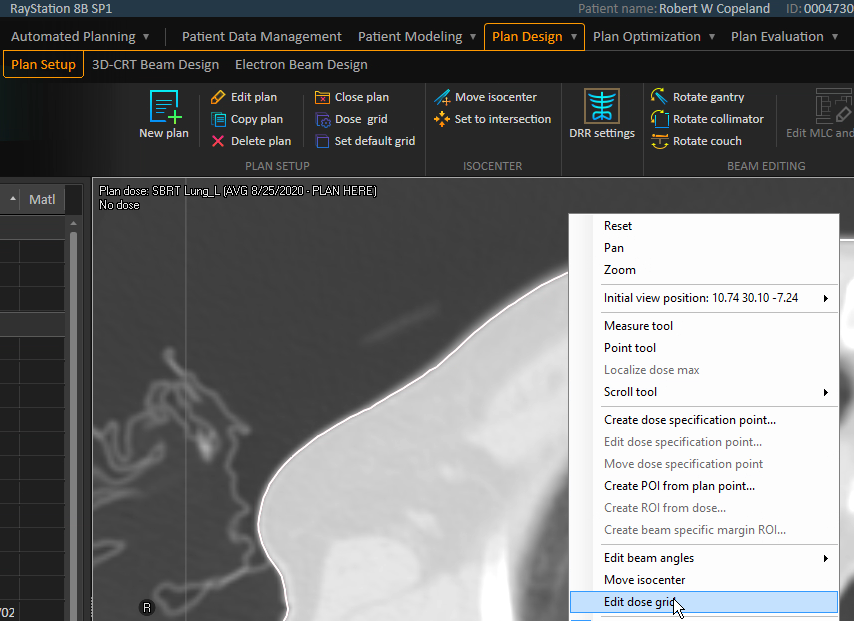 RayStation 8B SP1
Patient name: Robert W Copeland ID: 0004730
Automated Planning Patient Data Management Patient Modeling Plan Design Plan Optimization Plan Evaluation
Plan Setup 3D-CRT Beam Design Electron Beam Design
New plan
Edit plan
Copy plan
Delete plan
Close plan
Dose grid
Set default grid
PLAN SETUP
Move isocenter
Set to intersection
ISOCENTER
DRR settings
Rotate gantry
Rotate collimator
Rotate couch
Edit MLC and
BEAM EDITING
Matl
Plan dose: SBRT Lung_L (AVG 8/25/2020 - PLAN HERE)
No dose
Reset
Pan
Zoom
Initial view position: 10.74 30.10 -7.24
Measure tool
Point tool
Localize dose max
Scroll tool
Create dose specification point...
Edit dose specification point...
Move dose specification point
Create POI from plan point...
Create ROI from dose...
Create beam specific margin ROI...
Edit beam angles
Move isocenter
Edit dose grid
R
/02